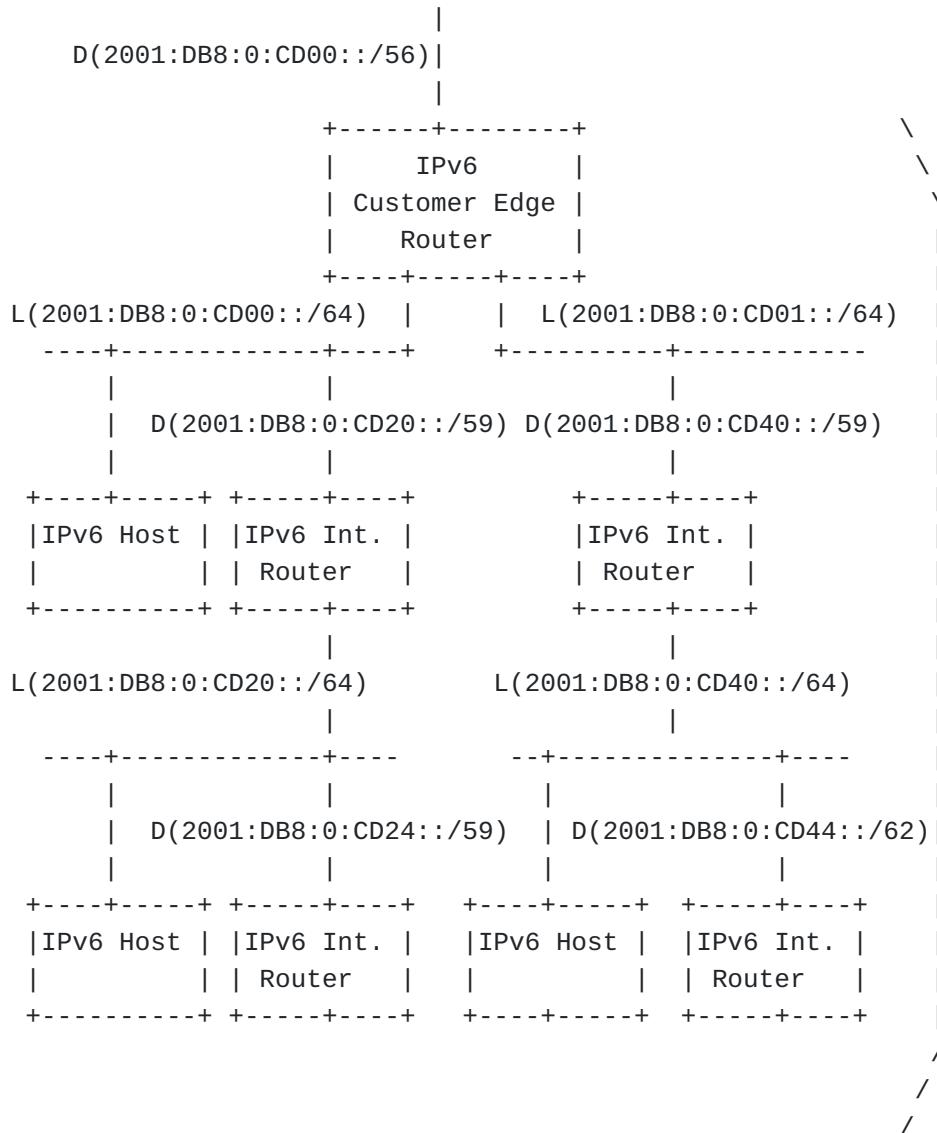 D(2001:DB8:0:CD00::/56)
IPv6
Customer Edge
Router
L(2001:DB8:0:CD00::/64) L(2001:DB8:0:CD01::/64)
D(2001:DB8:0:CD20::/59) D(2001:DB8:0:CD40::/59)
IPv6 Host IPv6 Int. IPv6 Int.
Router Router
L(2001:DB8:0:CD20::/64) L(2001:DB8:0:CD40::/64)
D(2001:DB8:0:CD24::/59) D(2001:DB8:0:CD44::/62)
IPv6 Host IPv6 Int. IPv6 Host IPv6 Int.
Router Router